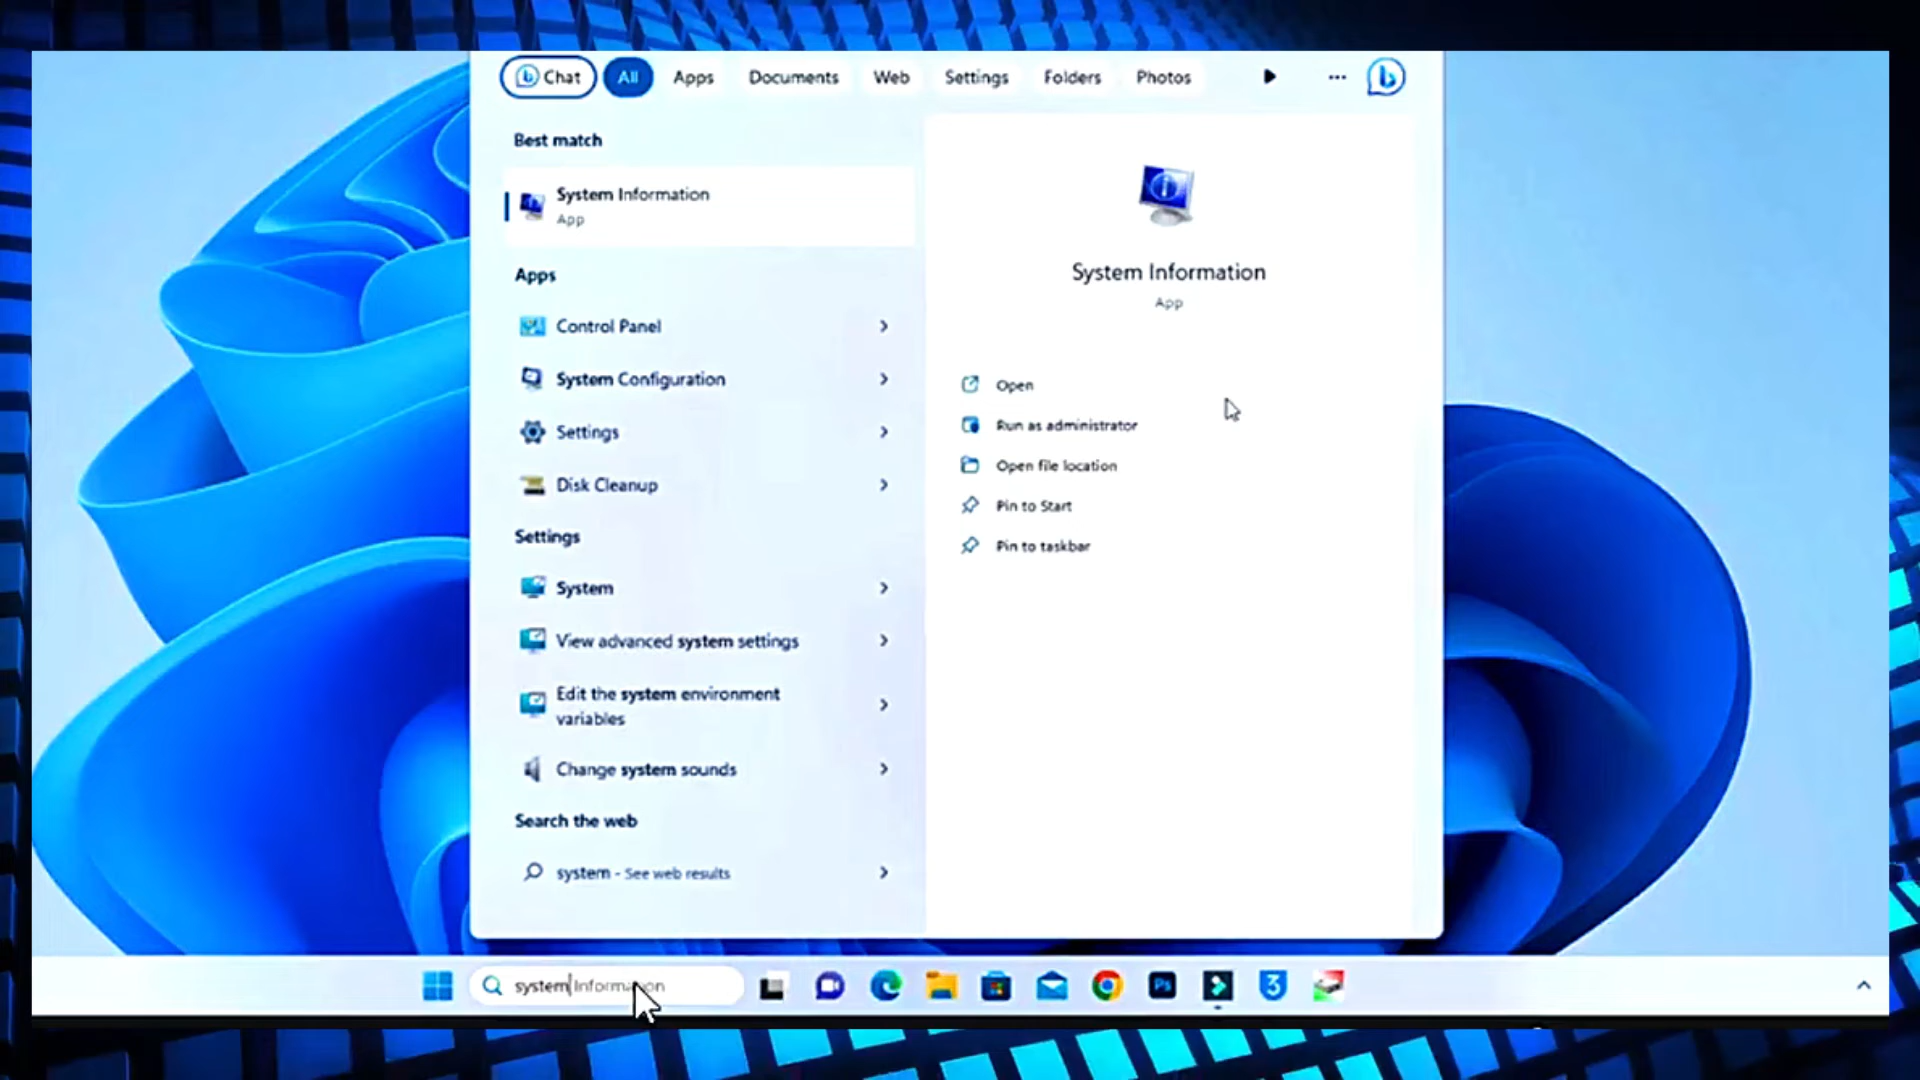 Chat All Apps Documents Web Settings Folders Photos
Best match
System Information
App
Apps
Control Panel
System Configuration
Settings
Disk Cleanup
Settings
System
View advanced system settings
Edit the system environment
variables
Change system sounds
Search the web
system - See web results
System Information
App
Open
Run as administrator
Open file location
Pin to Start
Pin to taskbar
system Information
Ps
3